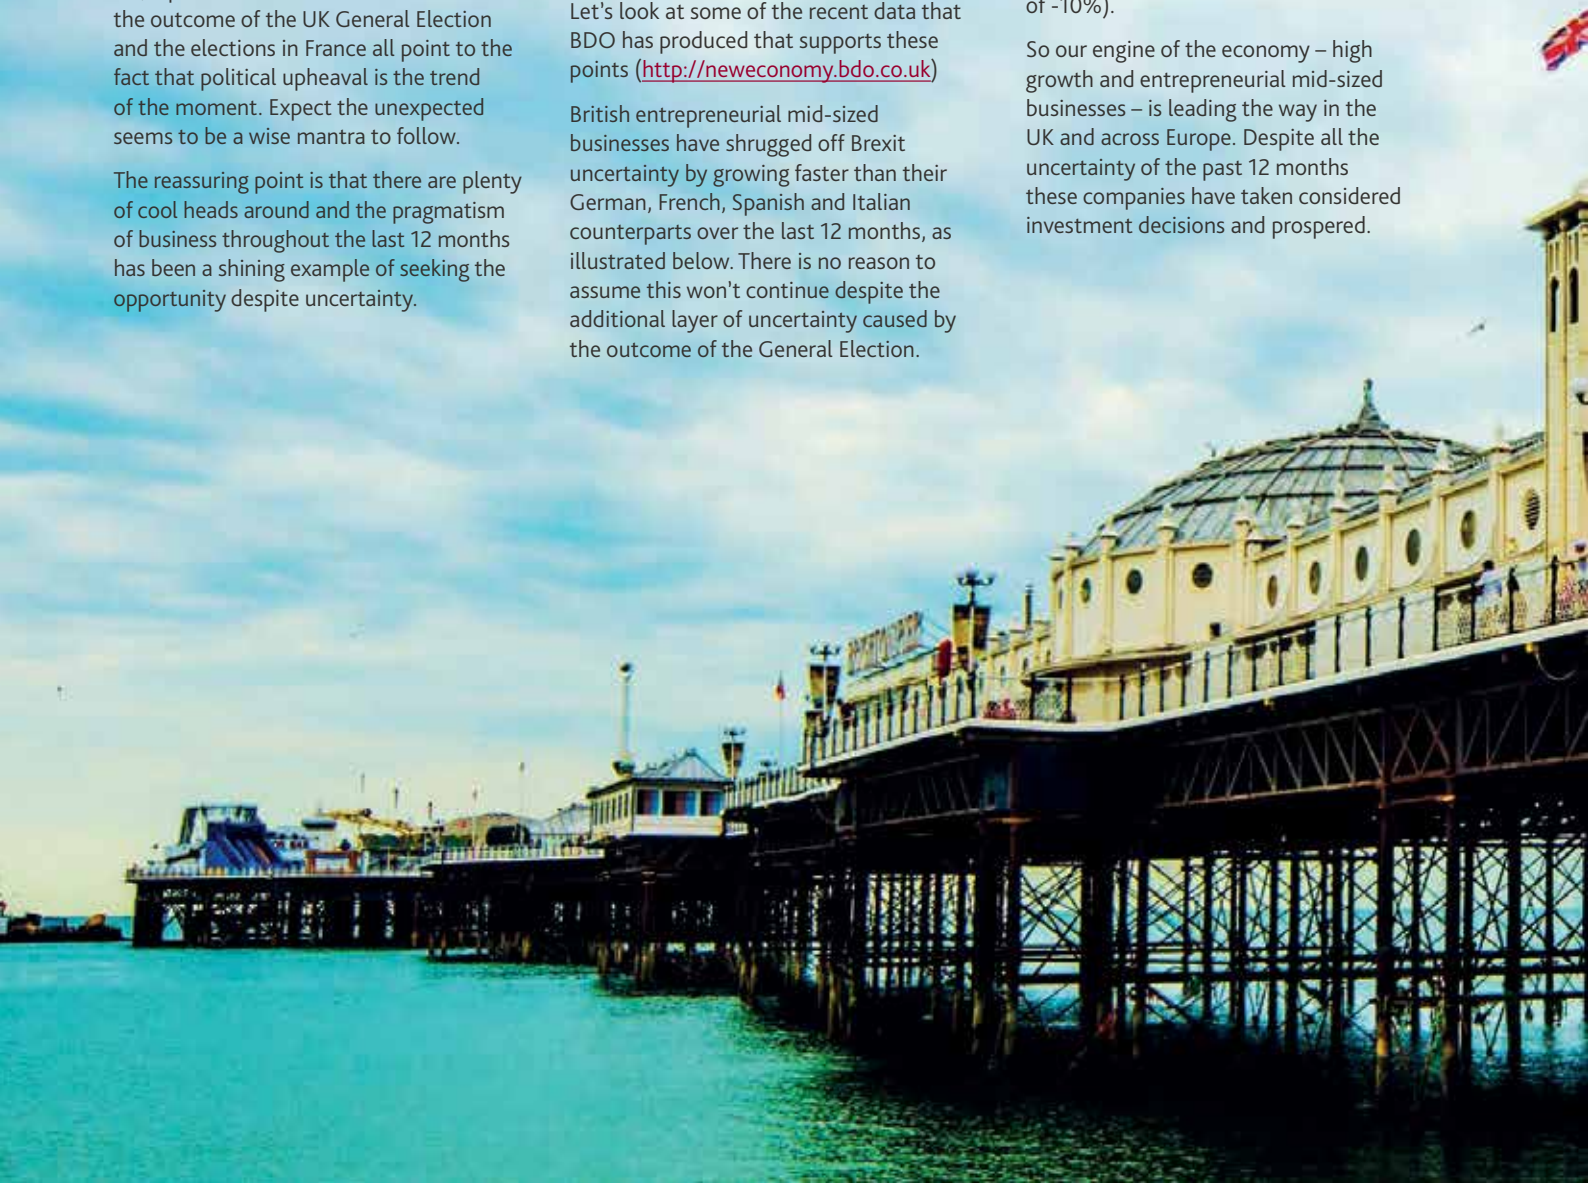 the outcome of the UK General Election
and the elections in France all point to the
fact that political upheaval is the trend
of the moment. Expect the unexpected
seems to be a wise mantra to follow.
The reassuring point is that there are plenty
of cool heads around and the pragmatism
of business throughout the last 12 months
has been a shining example of seeking the
opportunity despite uncertainty.
Let's look at some of the recent data that
BDO has produced that supports these
points (http://neweconomy.bdo.co.uk)
British entrepreneurial mid-sized
businesses have shrugged off Brexit
uncertainty by growing faster than their
German, French, Spanish and Italian
counterparts over the last 12 months, as
illustrated below. There is no reason to
assume this won't continue despite the
additional layer of uncertainty caused by
the outcome of the General Election.
of -10%).
So our engine of the economy – high
growth and entrepreneurial mid-sized
businesses – is leading the way in the
UK and across Europe. Despite all the
uncertainty of the past 12 months
these companies have taken considered
investment decisions and prospered.